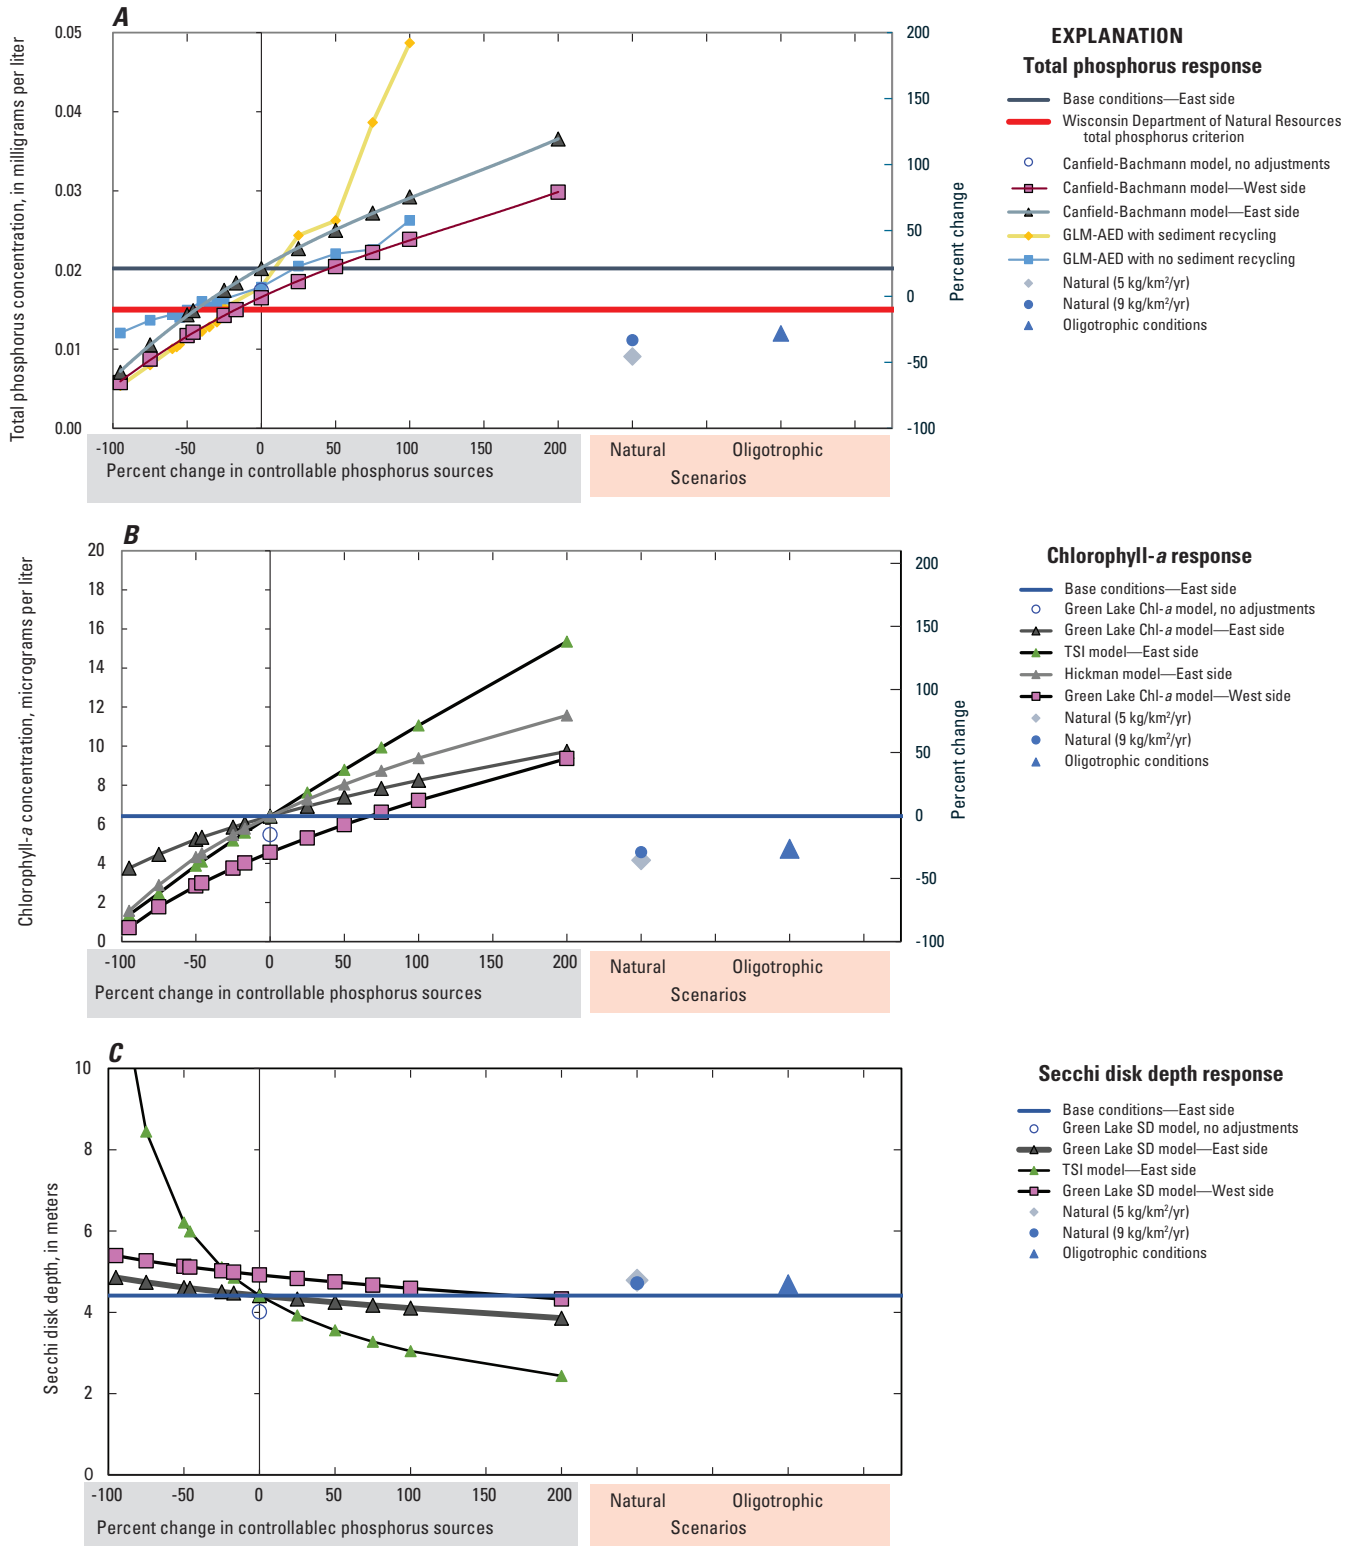 A
Total phosphorus concentration, in milligrams per liter
0.05
0.04
0.03
0.02
0.01
0.00
200
150
100
50
0
-50
-100
Percent change
-100 -50 0 50 100 150 200
Percent change in controllable phosphorus sources
Natural Oligotrophic
Scenarios
EXPLANATION
Total phosphorus response
Base conditions—East side
Wisconsin Department of Natural Resources
total phosphorus criterion
Canfield-Bachmann model, no adjustments
Canfield-Bachmann model—West side
Canfield-Bachmann model—East side
GLM-AED with sediment recycling
GLM-AED with no sediment recycling
Natural (5 kg/km²/yr)
Natural (9 kg/km²/yr)
Oligotrophic conditions
B
Chlorophyll-a concentration, micrograms per liter
20
18
16
14
12
10
8
6
4
2
0
200
150
100
50
0
-50
-100
Percent change
-100 -50 0 50 100 150 200
Percent change in controllable phosphorus sources
Natural Oligotrophic
Scenarios
Chlorophyll-a response
Base conditions—East side
Green Lake Chl-a model, no adjustments
Green Lake Chl-a model—East side
TSI model—East side
Hickman model—East side
Green Lake Chl-a model—West side
Natural (5 kg/km²/yr)
Natural (9 kg/km²/yr)
Oligotrophic conditions
C
Secchi disk depth, in meters
10
8
6
4
2
0
-100 -50 0 50 100 150 200
Percent change in controllablec phosphorus sources
Natural Oligotrophic
Scenarios
Secchi disk depth response
Base conditions—East side
Green Lake SD model, no adjustments
Green Lake SD model—East side
TSI model—East side
Green Lake SD model—West side
Natural (5 kg/km²/yr)
Natural (9 kg/km²/yr)
Oligotrophic conditions